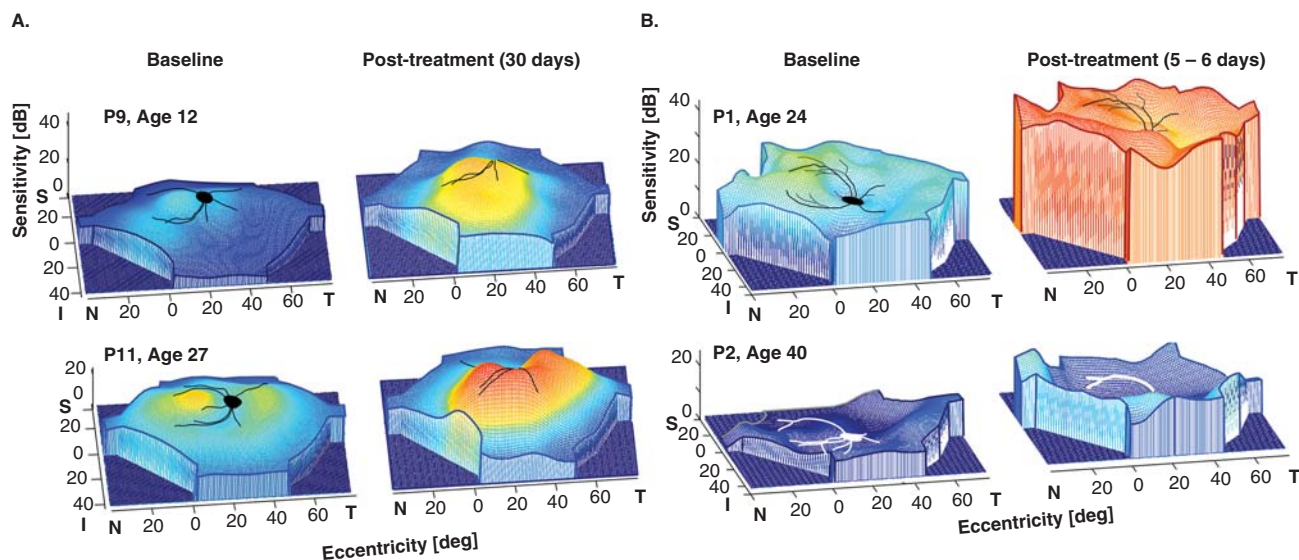 A.
Baseline
Post-treatment (30 days)
P9, Age 12
Sensitivity [dB]
40
20
0
S
20
0
20
40
I
N
20
0
20
40
60
T
N
20
0
20
40
60
T
P11, Age 27
20
0
S
20
0
20
40
I
N
20
0
20
40
60
T
N
20
0
20
40
60
T
Eccentricity [deg]
B.
Baseline
Post-treatment (5 – 6 days)
P1, Age 24
Sensitivity [dB]
40
20
0
S
20
0
20
40
I
N
20
0
20
40
60
T
N
20
0
20
40
60
T
P2, Age 40
20
0
S
20
0
20
40
I
N
20
0
20
40
60
T
N
20
0
20
40
60
T
Eccentricity [deg]